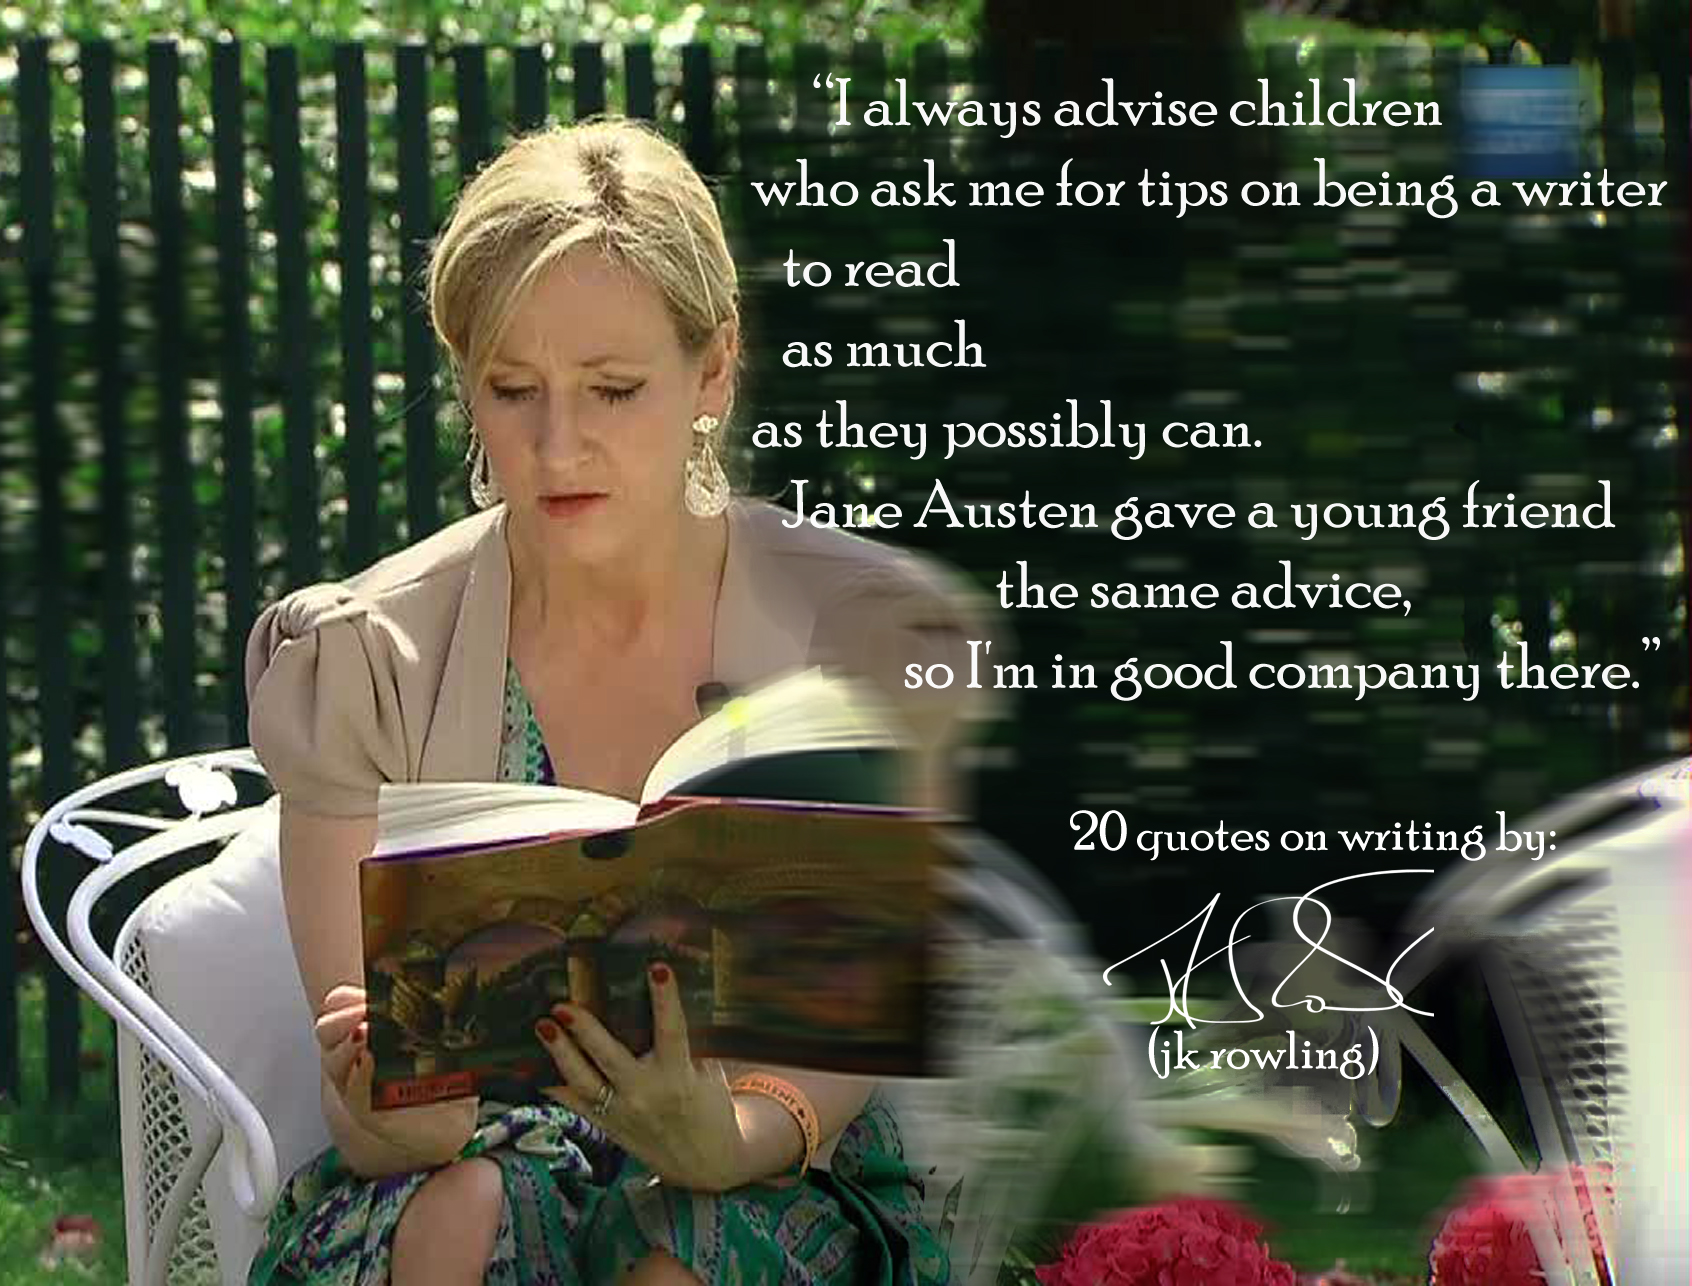 “I always advise children
who ask me for tips on being a writer
to read
as much
as they possibly can.
Jane Austen gave a young friend
the same advice,
so I'm in good company there.”
20 quotes on writing by:
(jk rowling)